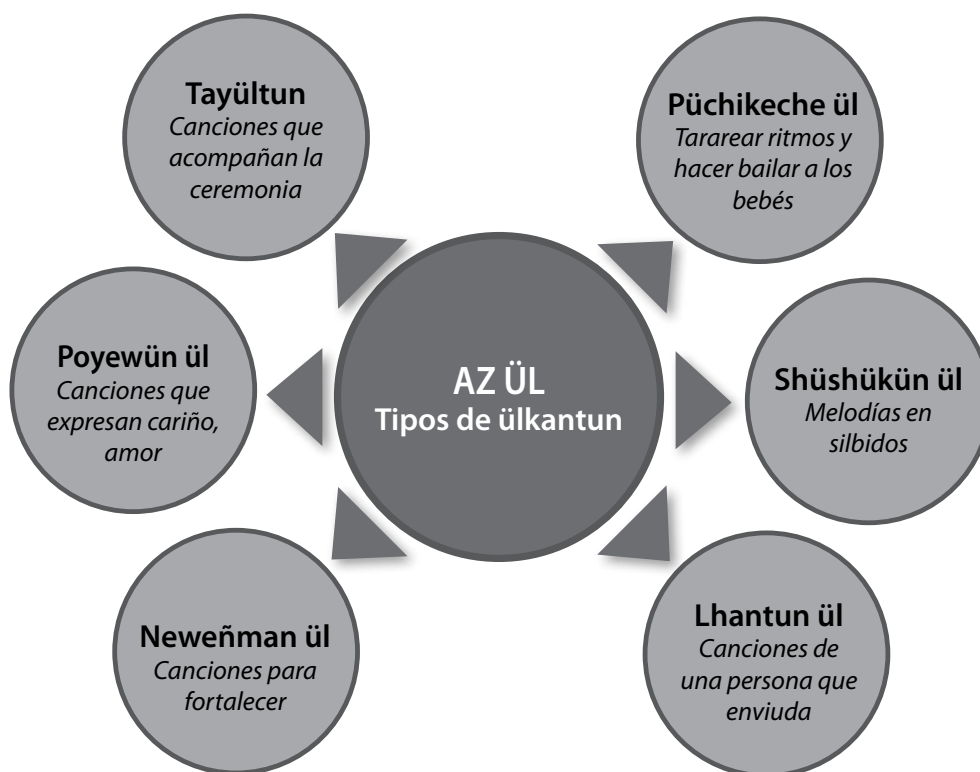 Tayültun
Canciones que
acompañan la
ceremonia
Püchikeche ül
Tararear ritmos y
hacer bailar a los
bebés
Poyewün ül
Canciones que
expresan cariño,
amor
AZ ÜL
Tipos de ülkantun
Shüshükün ül
Melodías en
silbidos
Neweñman ül
Canciones para
fortalecer
Lhantun ül
Canciones de
una persona que
enviuda